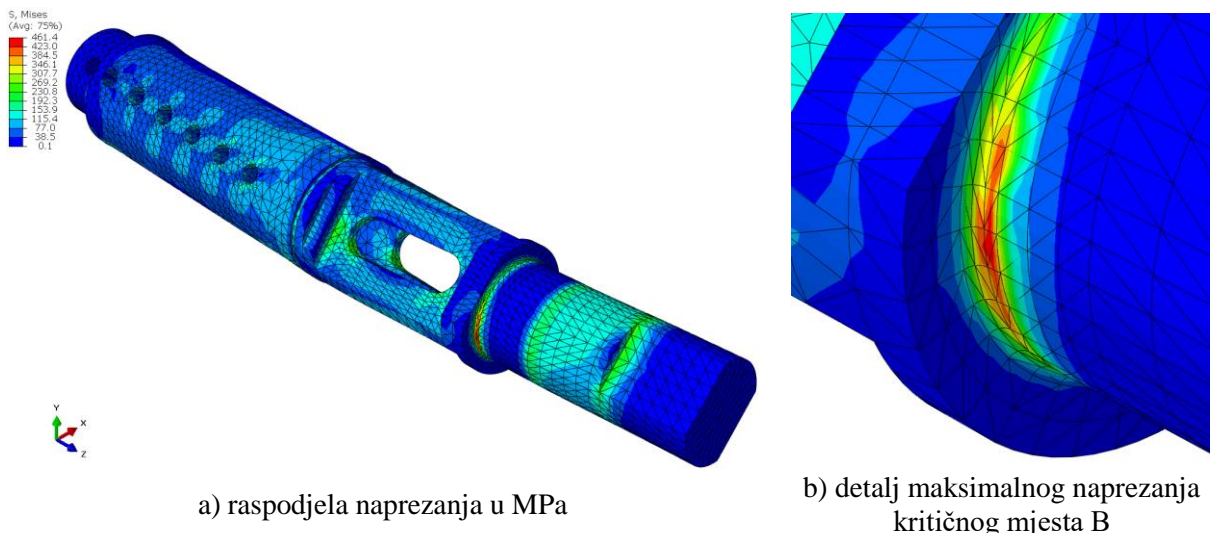 S, Mises
(Avg: 75%)
461.4
423.0
384.5
346.1
307.7
269.2
230.8
192.3
153.9
115.4
77.0
38.5
0.1
Y
X
Z
a) raspodjela naprezanja u MPa
b) detalj maksimalnog naprezanja
kritičnog mjesta B